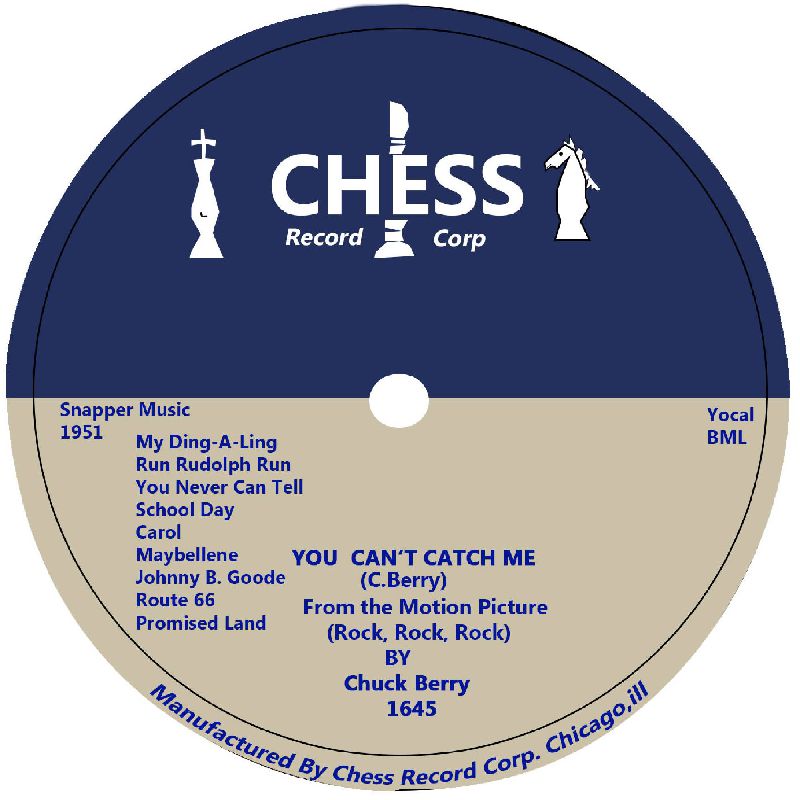 CHESS
Record Corp
Snapper Music
1951
Yocal
BML
My Ding-A-Ling
Run Rudolph Run
You Never Can Tell
School Day
Carol
Maybellene
Johnny B. Goode
Route 66
Promised Land
YOU CAN'T CATCH ME
(C.Berry)
From the Motion Picture
(Rock, Rock, Rock)
BY
Chuck Berry
1645
Manufactured By Chess Record Corp. Chicago,ill